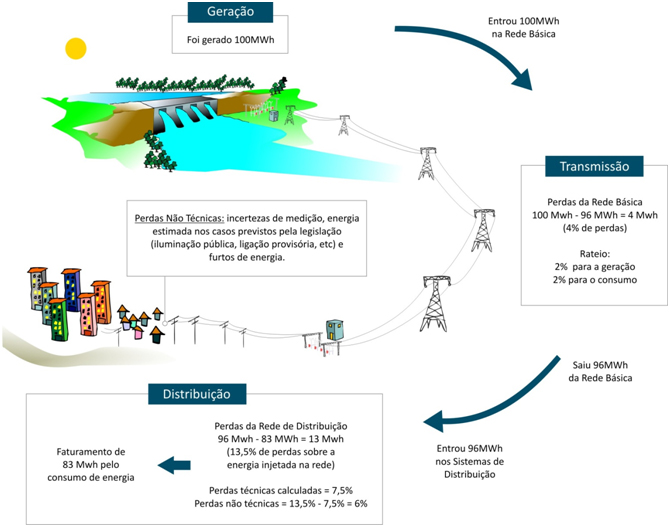 Geração
Foi gerado 100MWh
Entrou 100MWh
na Rede Básica
Transmissão
Perdas da Rede Básica
100 Mwh - 96 MWh = 4 Mwh
(4% de perdas)
Rateio:
2% para a geração
2% para o consumo
Perdas Não Técnicas: incertezas de medição, energia
estimada nos casos previstos pela legislação
(iluminação pública, ligação provisória, etc) e
furtos de energia.
Saiu 96MWh
da Rede Básica
Entrou 96MWh
nos Sistemas de
Distribuição
Distribuição
Perdas da Rede de Distribuição
96 Mwh - 83 MWh = 13 Mwh
(13,5% de perdas sobre a
energia injetada na rede)
Perdas técnicas calculadas = 7,5%
Perdas não técnicas = 13,5% - 7,5% = 6%
Faturamento de
83 Mwh pelo
consumo de energia